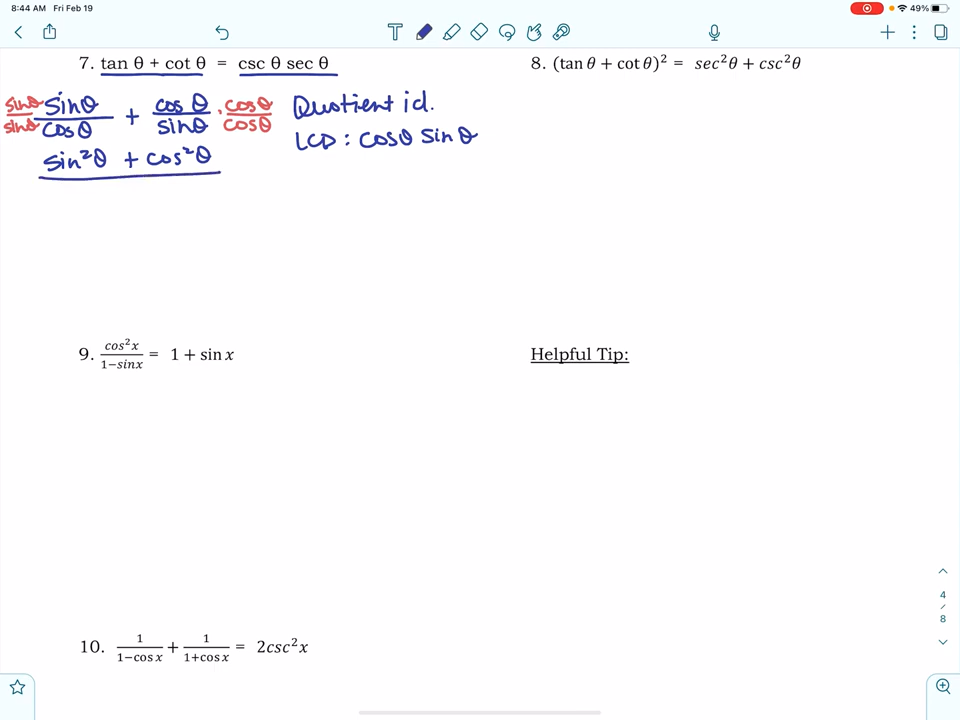 8:44 AM Fri Feb 19
49%
7. tan θ + cot θ = csc θ sec θ
8. (tan θ + cot θ)² = sec²θ + csc²θ
sinθ/sinθ sinθ/cosθ + cosθ/sinθ · cosθ/cosθ Quotient id.
LCD : cosθ sinθ
sin²θ + cos²θ
9. cos²x/1−sinx = 1 + sin x
Helpful Tip:
4
/
8
10. 1/1−cos x + 1/1+cos x = 2csc²x